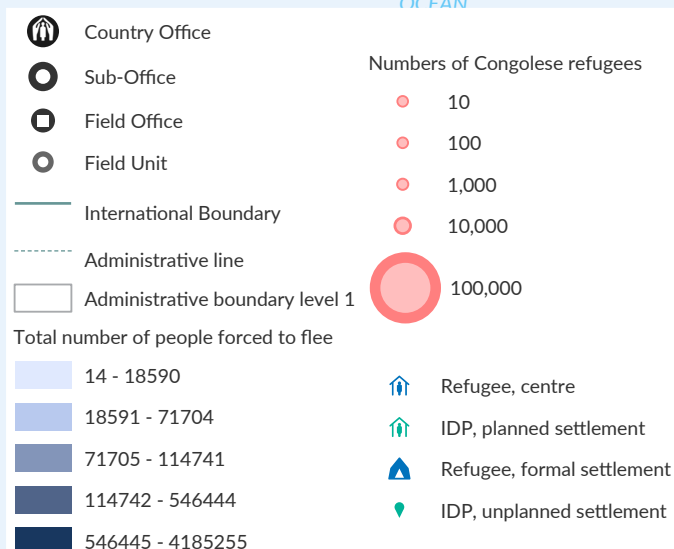 OCEAN
Country Office
Sub-Office
Field Office
Field Unit
International Boundary
Administrative line
Administrative boundary level 1
Total number of people forced to flee
14 - 18590
18591 - 71704
71705 - 114741
114742 - 546444
546445 - 4185255
Numbers of Congolese refugees
10
100
1,000
10,000
100,000
Refugee, centre
IDP, planned settlement
Refugee, formal settlement
IDP, unplanned settlement